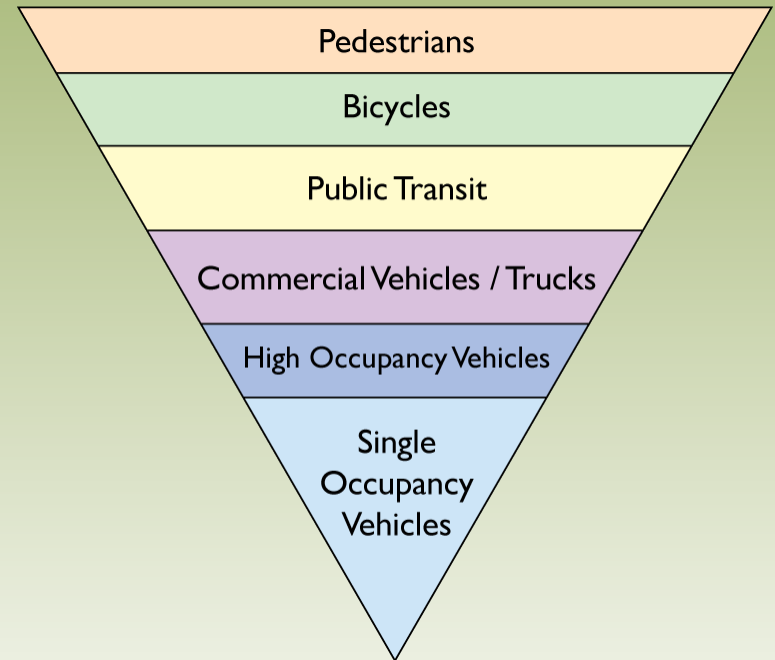 Pedestrians
Bicycles
Public Transit
Commercial Vehicles / Trucks
High Occupancy Vehicles
Single
Occupancy
Vehicles